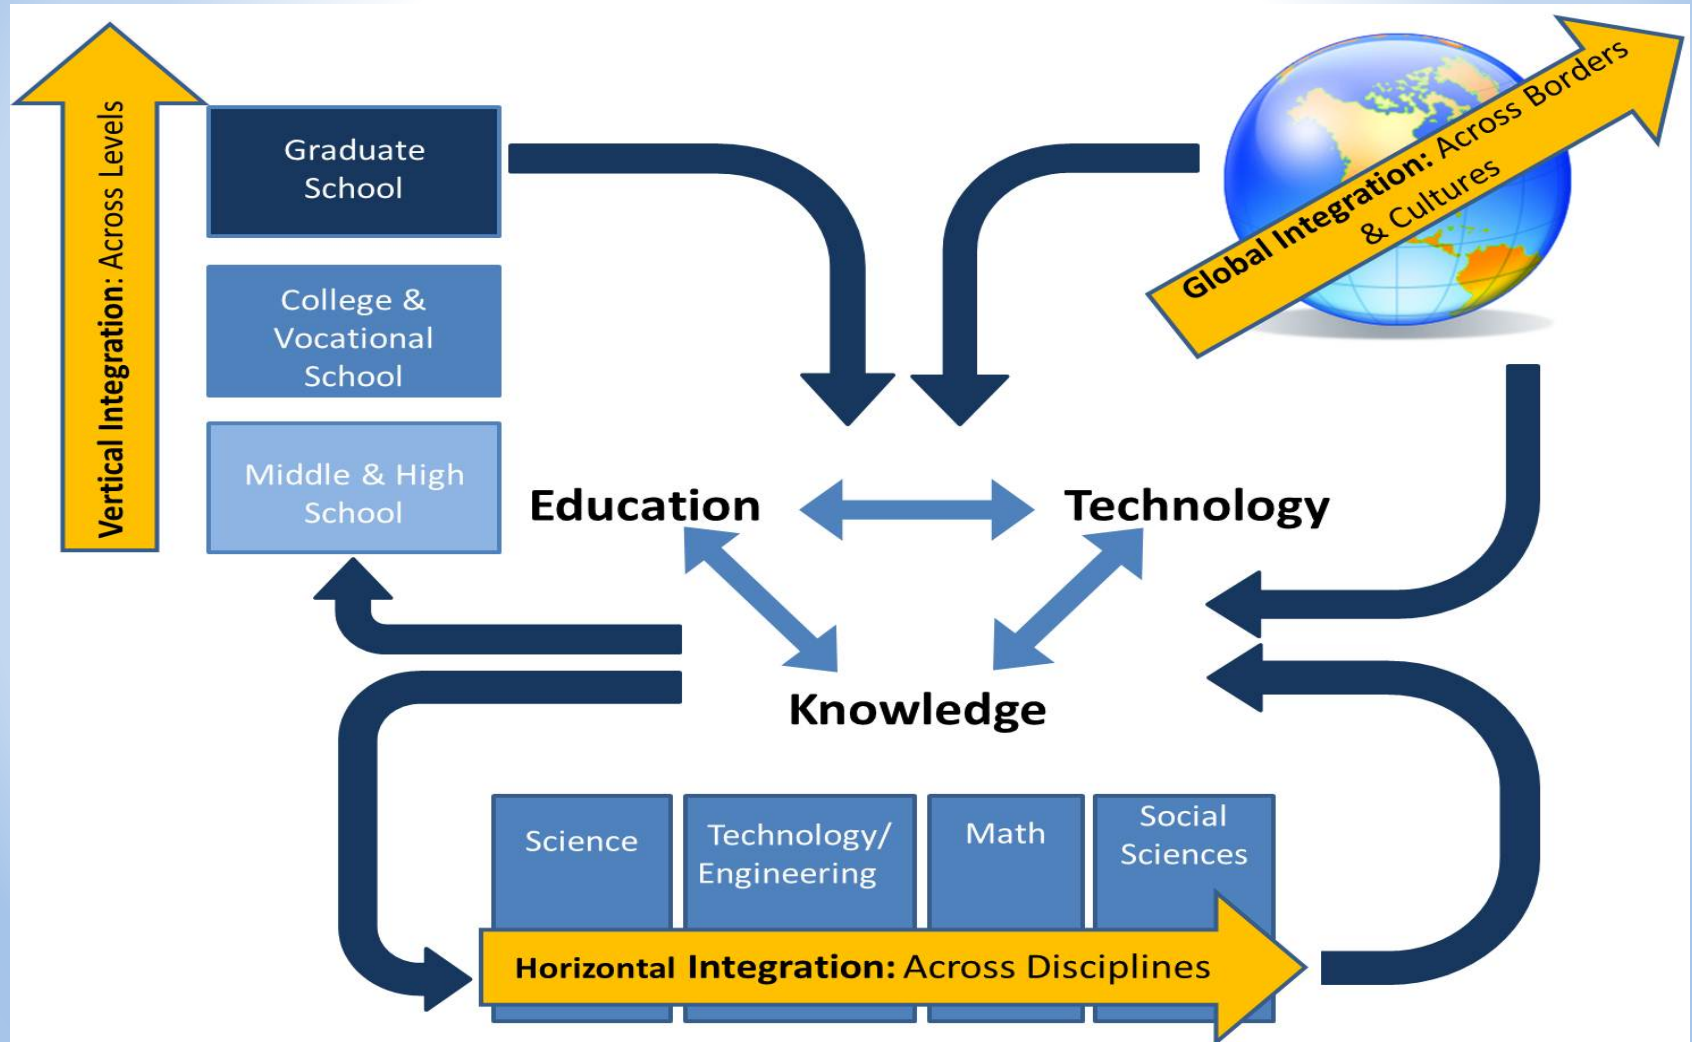 Vertical Integration: Across Levels
Graduate
School
College &
Vocational
School
Middle & High
School
Global Integration: Across Borders
& Cultures
Education
Technology
Knowledge
Science
Technology/
Engineering
Math
Social
Sciences
Horizontal Integration: Across Disciplines